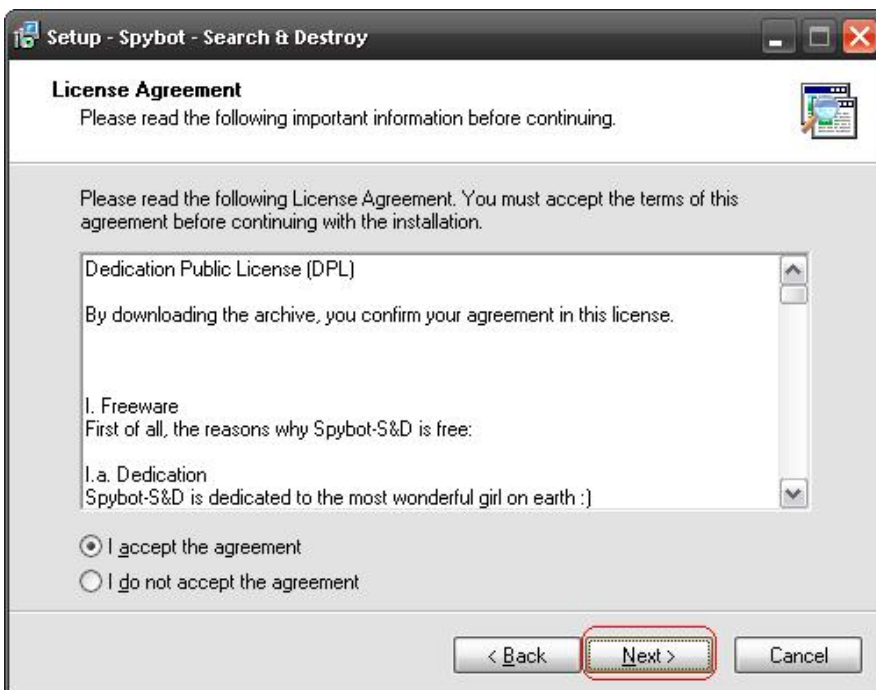 Setup - Spybot - Search & Destroy
License Agreement
Please read the following important information before continuing.
Please read the following License Agreement. You must accept the terms of this
agreement before continuing with the installation.
Dedication Public License (DPL)
By downloading the archive, you confirm your agreement in this license.
I. Freeware
First of all, the reasons why Spybot-S&D is free:
I.a. Dedication
Spybot-S&D is dedicated to the most wonderful girl on earth :)
I accept the agreement
I do not accept the agreement
< Back
Next >
Cancel